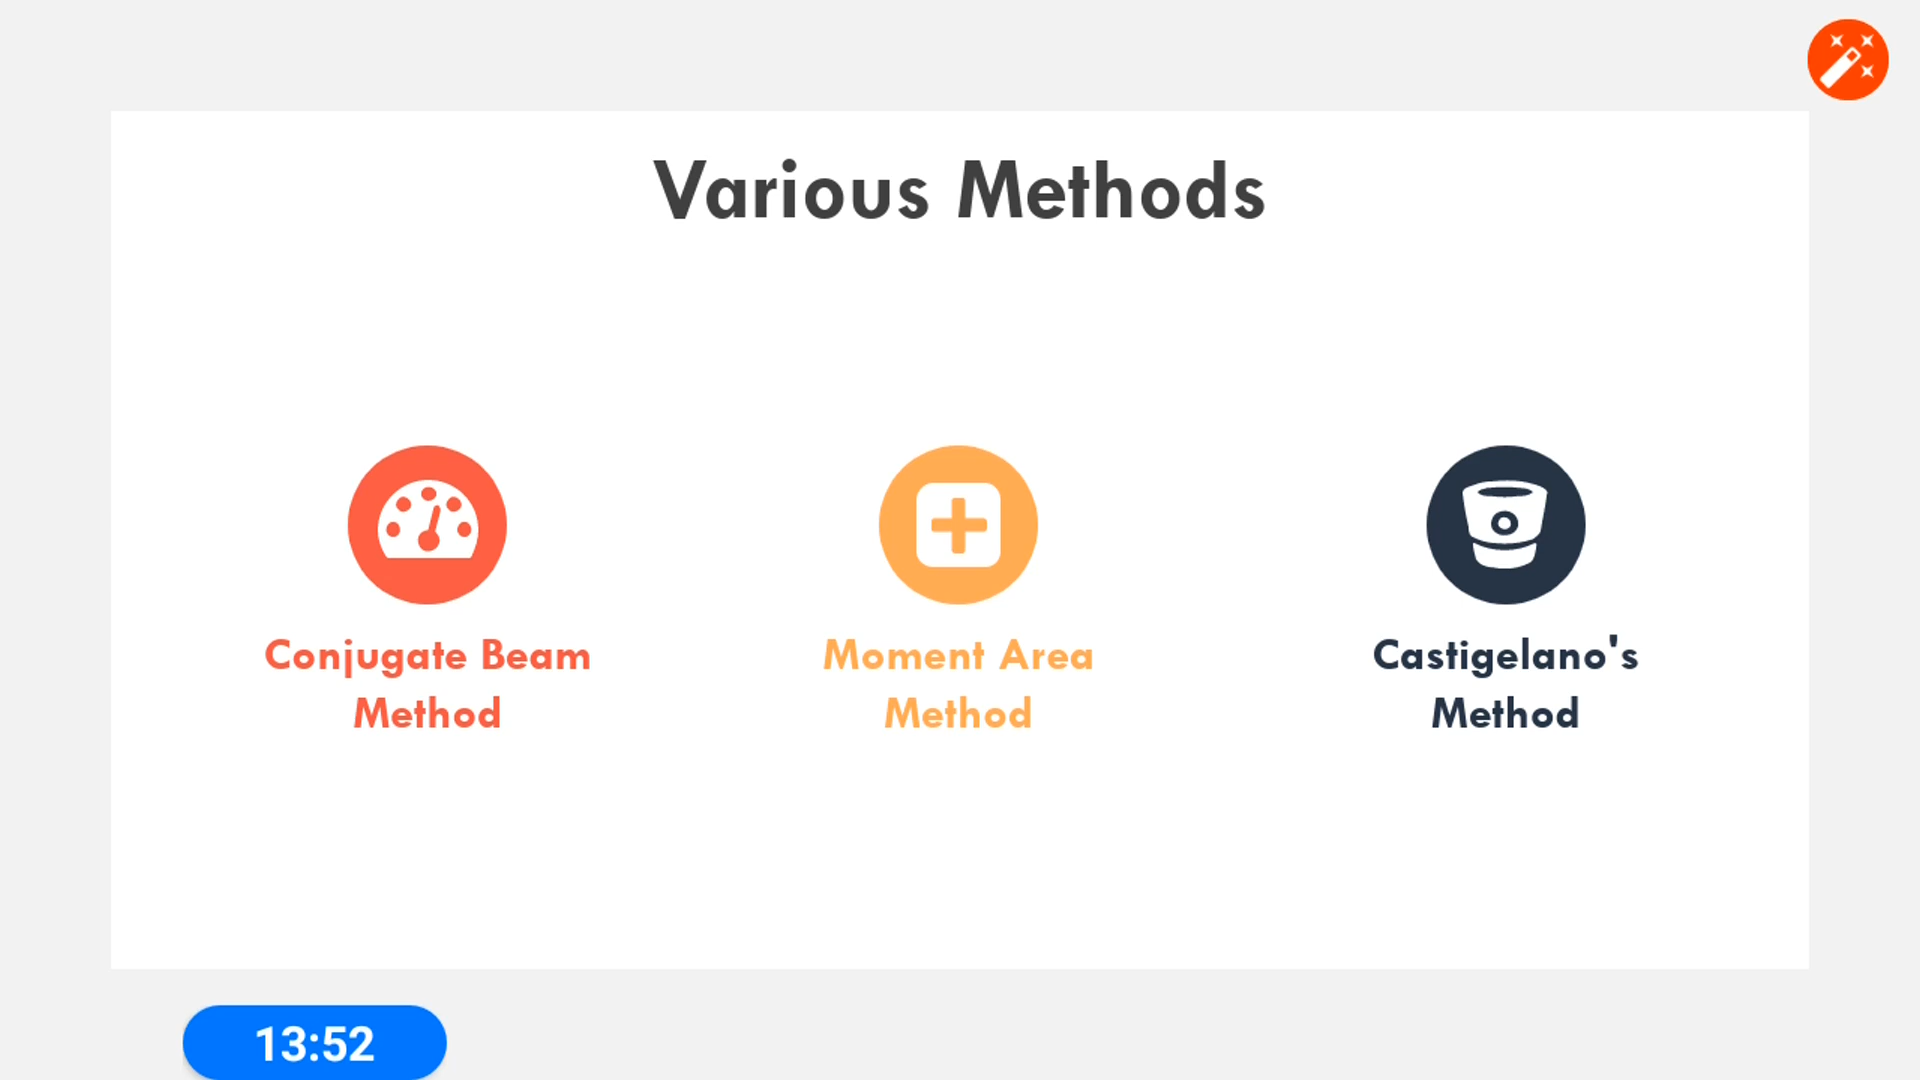 Various Methods
Conjugate Beam
Method
Moment Area
Method
Castigelano's
Method
13:52